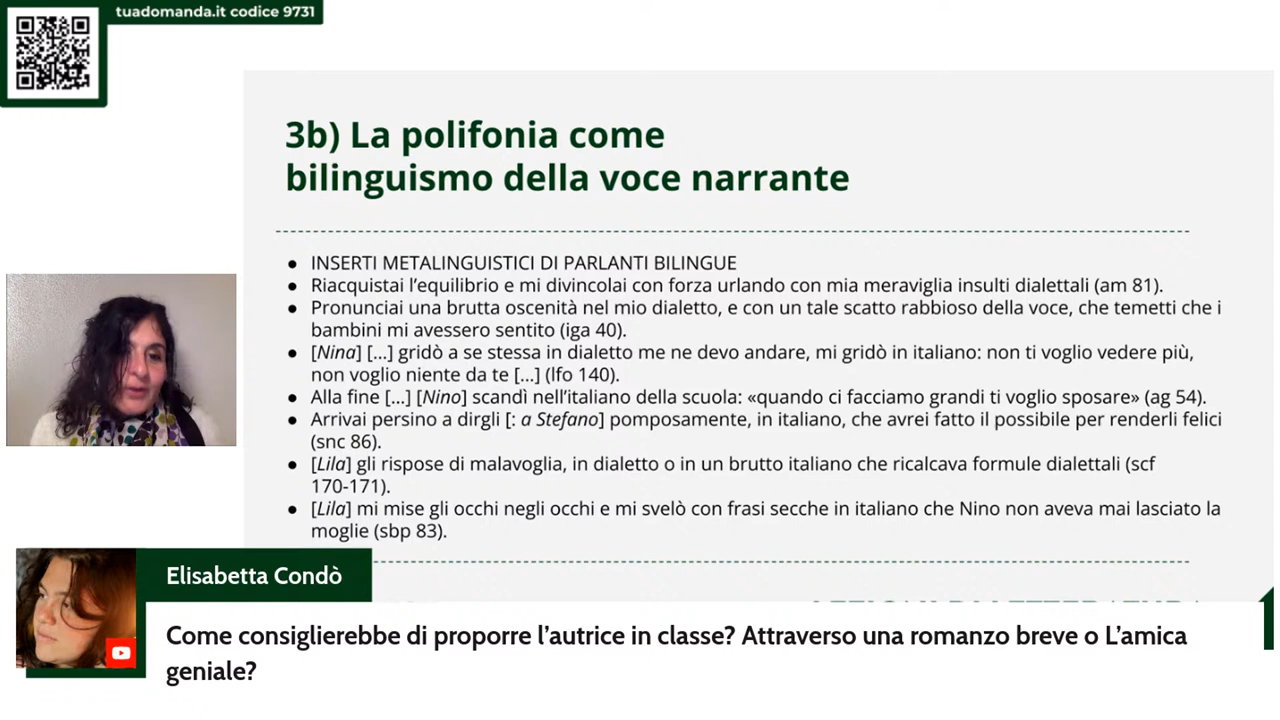 tuadomanda.it codice 9731
3b) La polifonia come
bilinguismo della voce narrante
● INSERTI METALINGUISTICI DI PARLANTI BILINGUE
● Riacquistai l’equilibrio e mi divincolai con forza urlando con mia meraviglia insulti dialettali (am 81).
● Pronunciai una brutta oscenità nel mio dialetto, e con un tale scatto rabbioso della voce, che temetti che i
bambini mi avessero sentito (iga 40).
● [Nina] [...] gridò a se stessa in dialetto me ne devo andare, mi gridò in italiano: non ti voglio vedere più,
non voglio niente da te [...] (lfo 140).
● Alla fine [...] [Nino] scandì nell’italiano della scuola: «quando ci facciamo grandi ti voglio sposare» (ag 54).
● Arrivai persino a dirgli [: a Stefano] pomposamente, in italiano, che avrei fatto il possibile per renderli felici
(snc 86).
● [Lila] gli rispose di malavoglia, in dialetto o in un brutto italiano che ricalcava formule dialettali (scf
170-171).
● [Lila] mi mise gli occhi negli occhi e mi svelò con frasi secche in italiano che Nino non aveva mai lasciato la
moglie (sbp 83).
Elisabetta Condò
Come consiglierebbe di proporre l’autrice in classe? Attraverso una romanzo breve o L’amica
geniale?